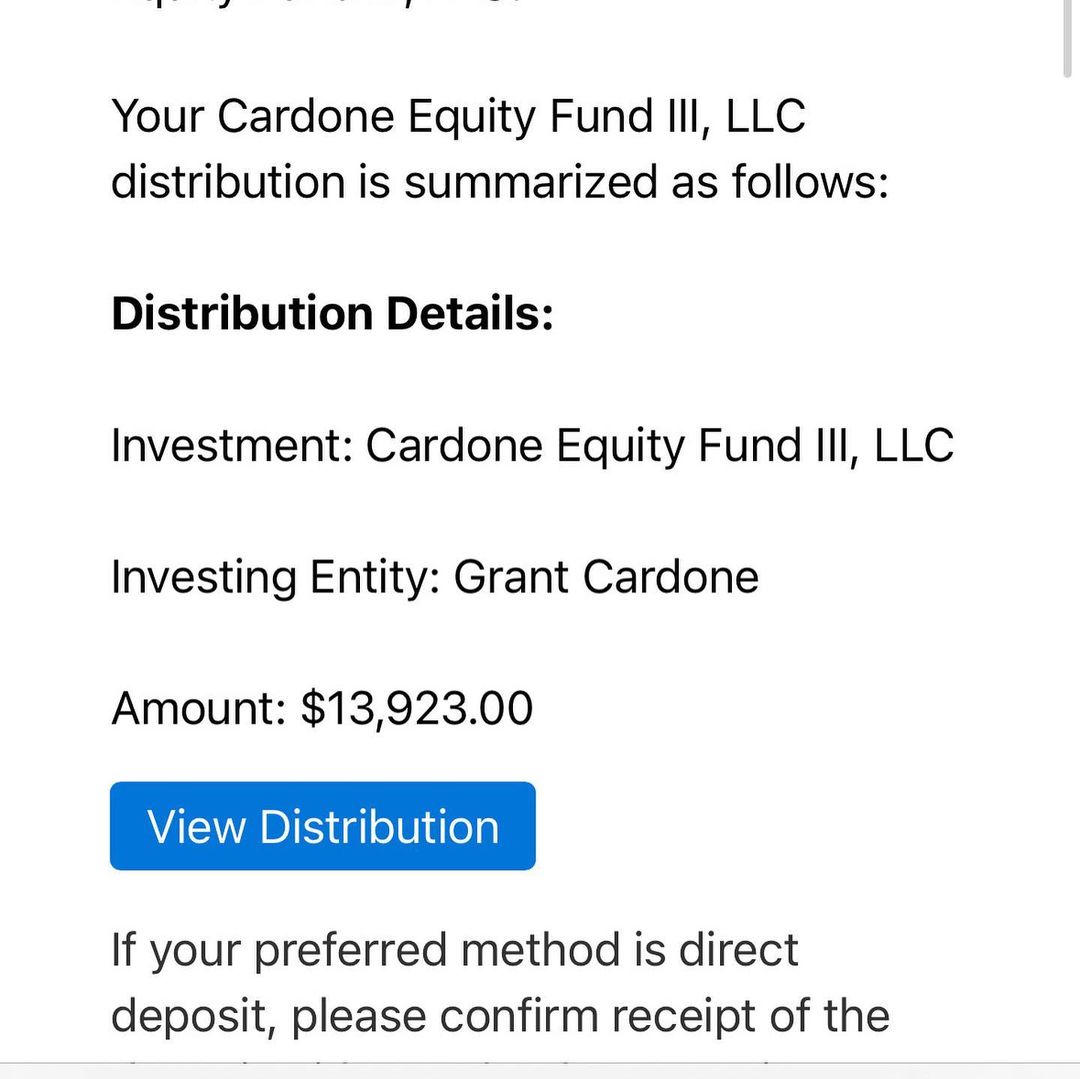 Your Cardone Equity Fund III, LLC
distribution is summarized as follows:
Distribution Details:
Investment: Cardone Equity Fund III, LLC
Investing Entity: Grant Cardone
Amount: $13,923.00
View Distribution
If your preferred method is direct
deposit, please confirm receipt of the